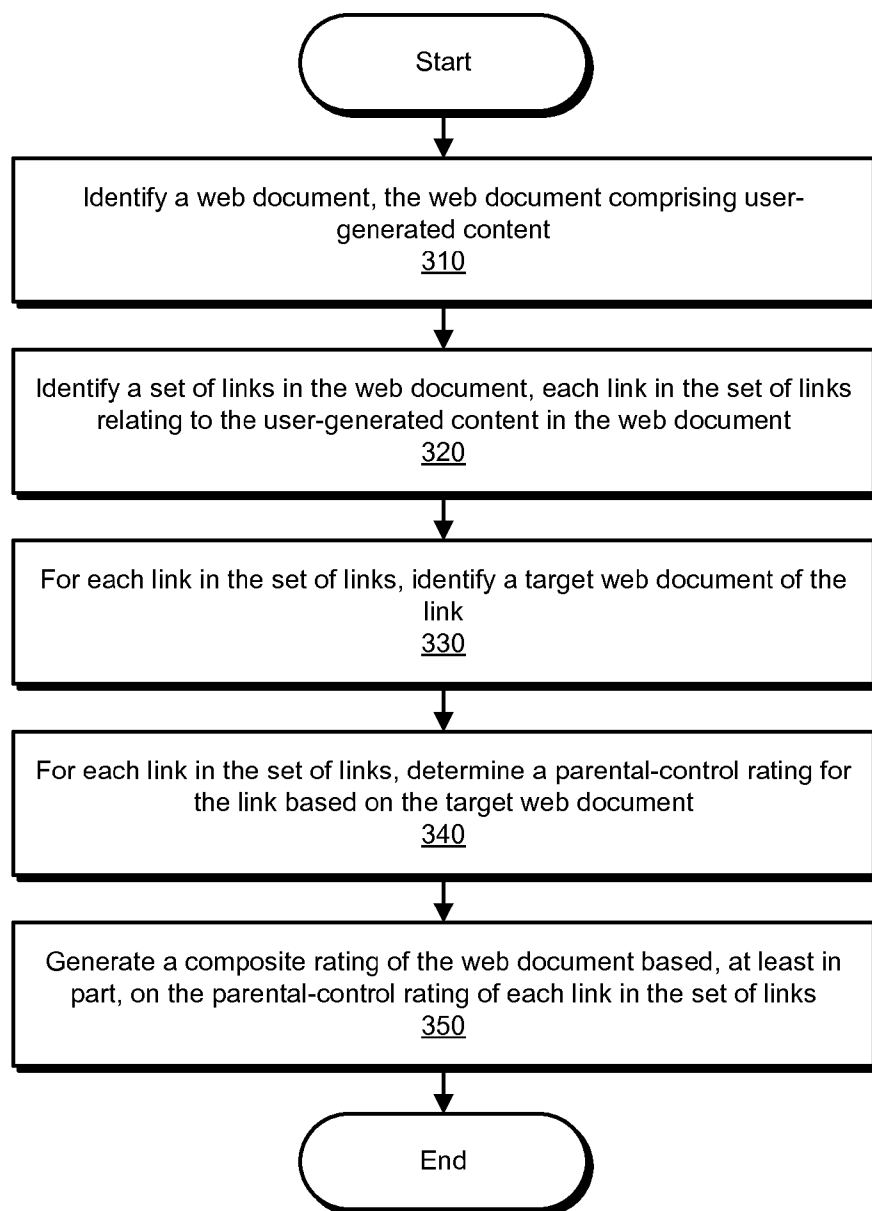 Start
Identify a web document, the web document comprising user-
generated content
310
Identify a set of links in the web document, each link in the set of links
relating to the user-generated content in the web document
320
For each link in the set of links, identify a target web document of the
link
330
For each link in the set of links, determine a parental-control rating for
the link based on the target web document
340
Generate a composite rating of the web document based, at least in
part, on the parental-control rating of each link in the set of links
350
End